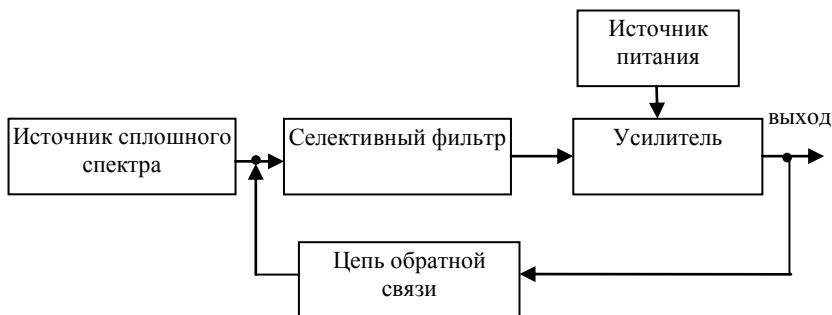 Источник
питания
выход
Источник сплошного
спектра
Селективный фильтр
Усилитель
Цепь обратной
связи